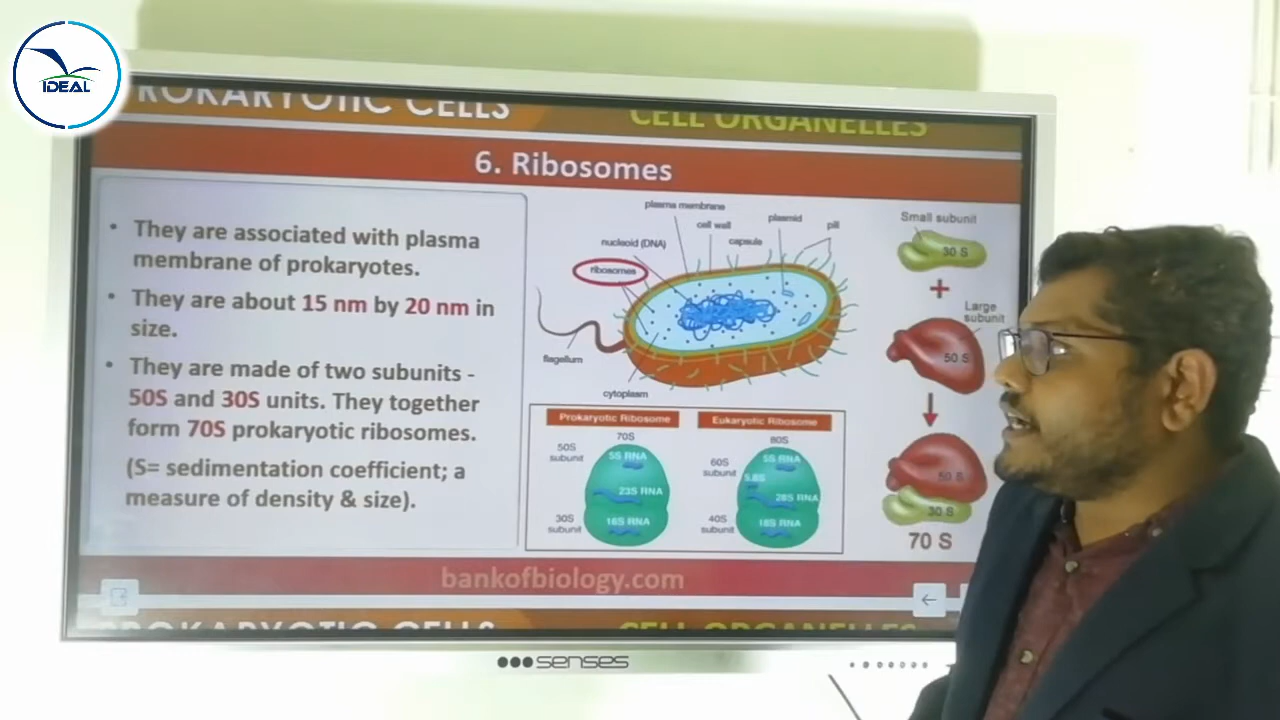 IDEAL
ROKARYOTIC CELLS
CELL ORGANELLES
6. Ribosomes
• They are associated with plasma
membrane of prokaryotes.
• They are about 15 nm by 20 nm in
size.
• They are made of two subunits -
50S and 30S units. They together
form 70S prokaryotic ribosomes.
(S= sedimentation coefficient; a
measure of density & size).
plasma membrane
cell wall
plasmid
pili
nucleoid (DNA)
capsule
ribosomes
flagellum
cytoplasm
Small subunit
30 S
+
Large
subunit
50 S
50 S
30 S
70 S
Prokaryotic Ribosome
70S
50S
subunit
5S RNA
23S RNA
30S
subunit
16S RNA
Eukaryotic Ribosome
80S
60S
subunit
5S RNA
5.8S
28S RNA
40S
subunit
18S RNA
bankofbiology.com
PROKARYOTIC CELLS
CELL ORGANELLES
senses